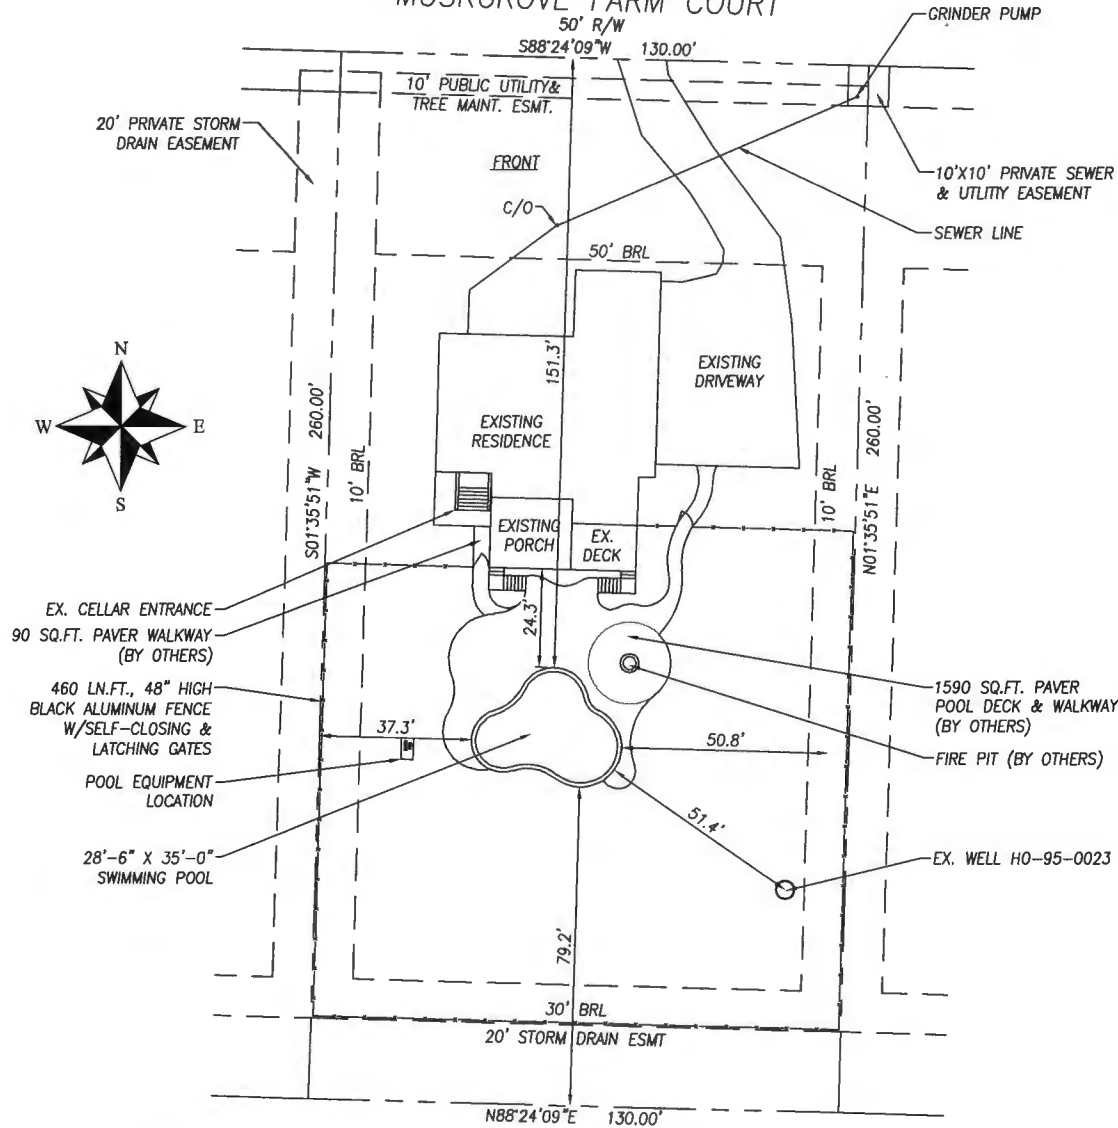 MUSKGROVE FARM COURT
50' R/W
S88°24'09"W 130.00'
GRINDER PUMP
10' PUBLIC UTILITY&
TREE MAINT. ESMT.
20' PRIVATE STORM
DRAIN EASEMENT
FRONT
10'X10' PRIVATE SEWER
& UTLITY EASEMENT
C/O
SEWER LINE
50' BRL
N
W
E
S
151.3'
EXISTING
DRIVEWAY
EXISTING
RESIDENCE
S01°35'51"W 260.00'
10' BRL
10' BRL
N01°35'51"E 260.00'
EXISTING
PORCH
EX.
DECK
EX. CELLAR ENTRANCE
90 SQ.FT. PAVER WALKWAY
(BY OTHERS)
24.3'
460 LN.FT., 48" HIGH
BLACK ALUMINUM FENCE
W/SELF-CLOSING &
LATCHING GATES
1590 SQ.FT. PAVER
POOL DECK & WALKWAY
(BY OTHERS)
37.3'
50.8'
FIRE PIT (BY OTHERS)
POOL EQUIPMENT
LOCATION
51.4'
28'-6" X 35'-0"
SWIMMING POOL
EX. WELL HO-95-0023
79.2'
30' BRL
20' STORM DRAIN ESMT
N88°24'09"E 130.00'